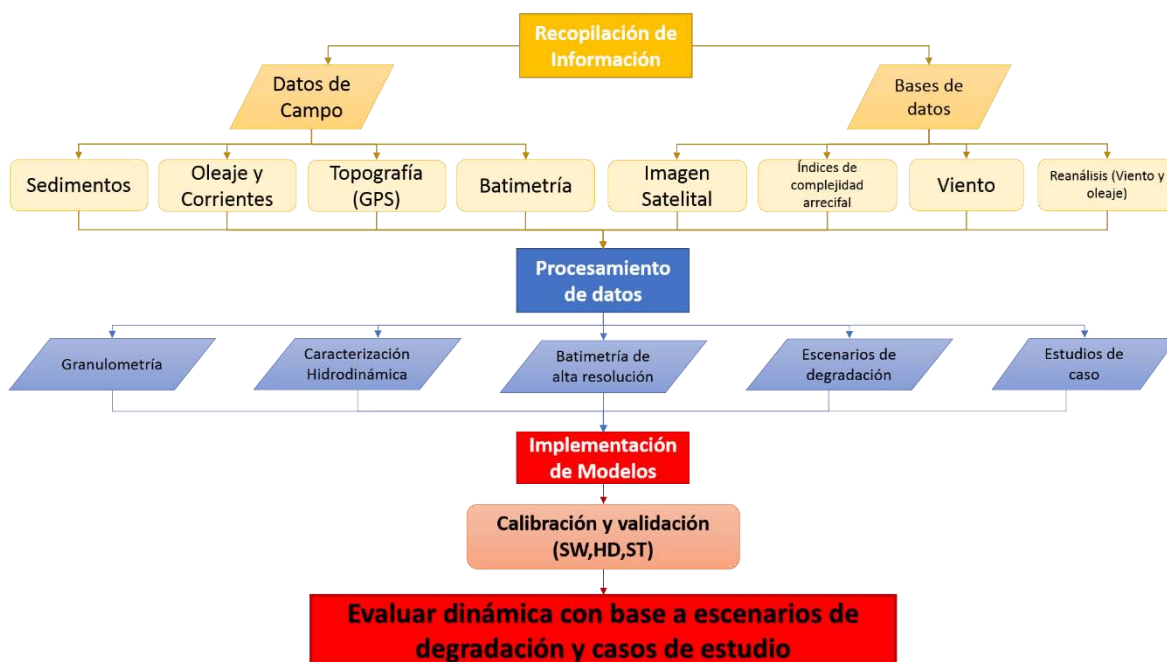 Recopilación de
Información
Datos de
Campo
Bases de
datos
Sedimentos
Oleaje y
Corrientes
Topografía
(GPS)
Batimetría
Imagen
Satelital
Índices de
complejidad
arrecifal
Viento
Reanálisis (Viento y
oleaje)
Procesamiento
de datos
Granulometría
Caracterización
Hidrodinámica
Batimetría de
alta resolución
Escenarios de
degradación
Estudios de
caso
Implementación
de Modelos
Calibración y validación
(SW,HD,ST)
Evaluar dinámica con base a escenarios de
degradación y casos de estudio